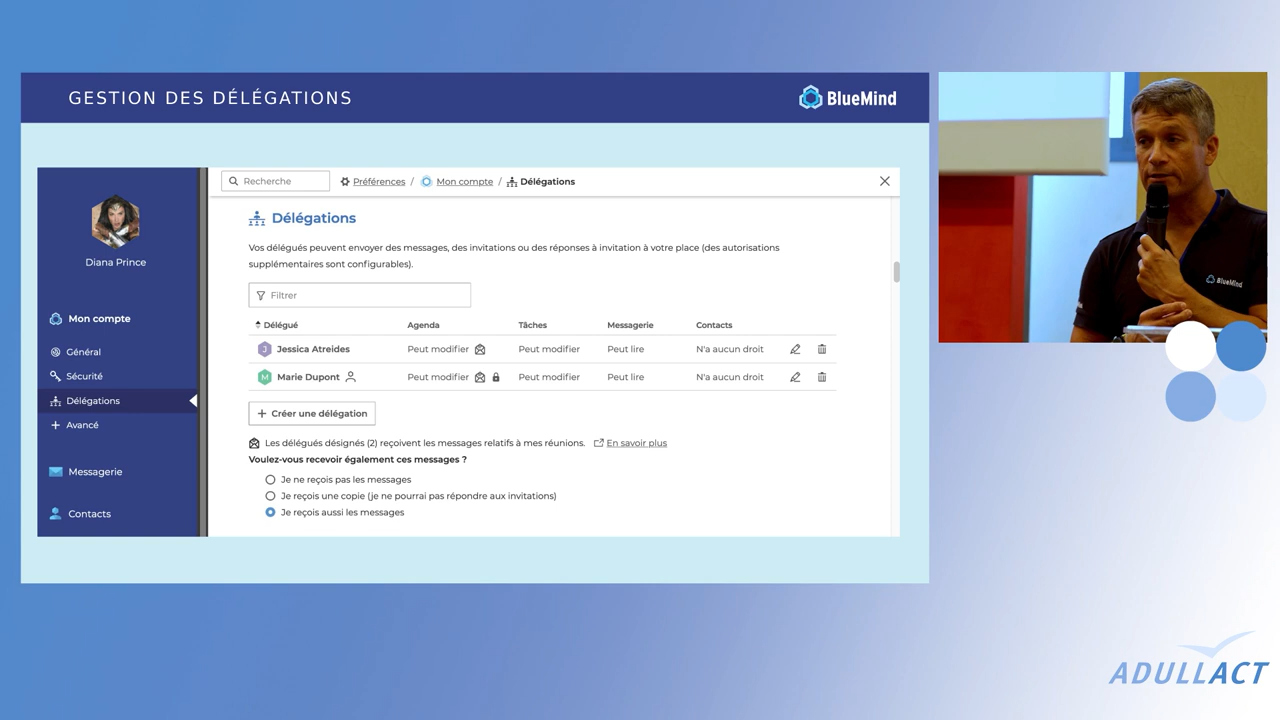 GESTION DES DÉLÉGATIONS
BlueMind
Recherche
Préférences / Mon compte / Délégations
Diana Prince
Mon compte
Général
Sécurité
Délégations
Avancé
Messagerie
Contacts
Délégations
Vos délégués peuvent envoyer des messages, des invitations ou des réponses à invitation à votre place (des autorisations
supplémentaires sont configurables).
Filtrer
Délégué Agenda Tâches Messagerie Contacts
J Jessica Atreides Peut modifier Peut modifier Peut lire N'a aucun droit
M Marie Dupont Peut modifier Peut modifier Peut lire N'a aucun droit
+ Créer une délégation
Les délégués désignés (2) reçoivent les messages relatifs à mes réunions. En savoir plus
Voulez-vous recevoir également ces messages ?
Je ne reçois pas les messages
Je reçois une copie (je ne pourrai pas répondre aux invitations)
Je reçois aussi les messages
BlueMind
ADULLACT